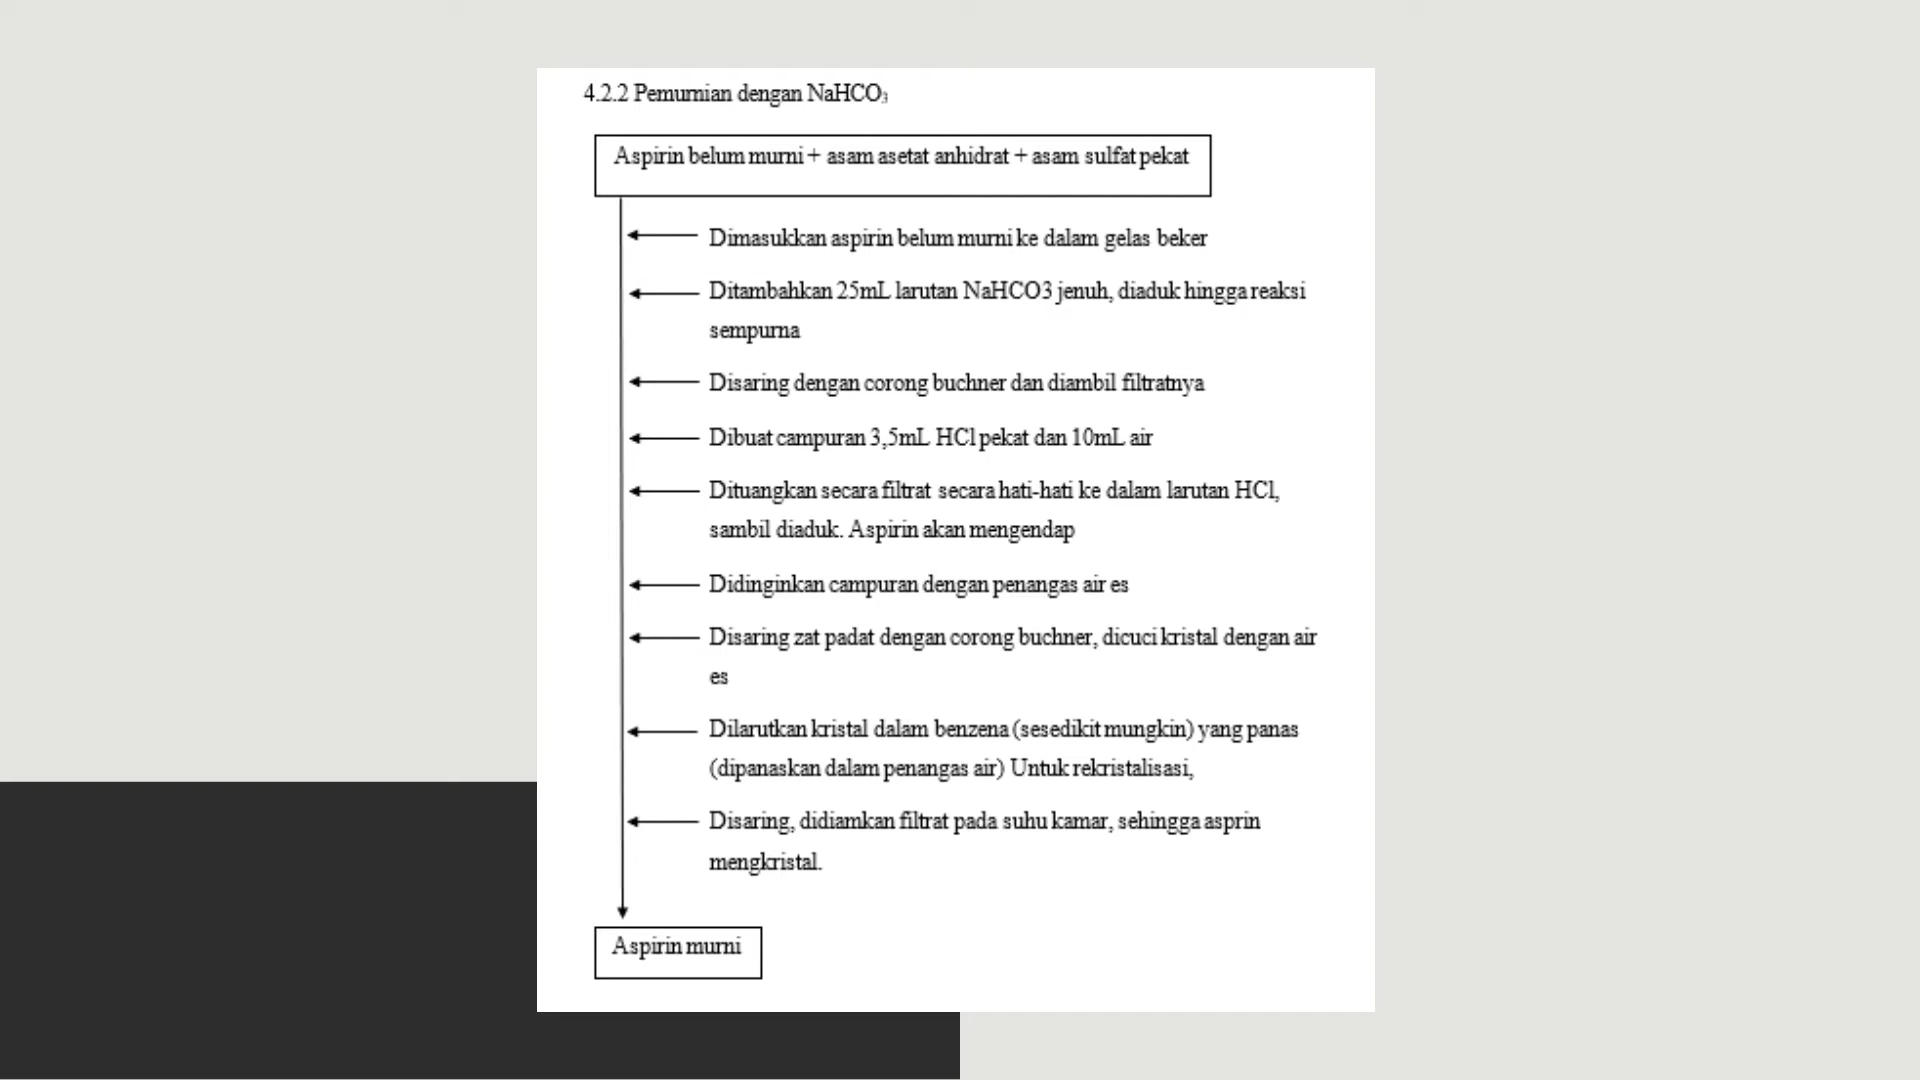 4.2.2 Pemurnian dengan NaHCO₃
Aspirin belum murni + asam asetat anhidrat + asam sulfat pekat
Dimasukkan aspirin belum murni ke dalam gelas beker
Ditambahkan 25mL larutan NaHCO3 jenuh, diaduk hingga reaksi
sempurna
Disaring dengan corong buchner dan diambil filtratnya
Dibuat campuran 3,5mL HCl pekat dan 10mL air
Dituangkan secara filtrat secara hati-hati ke dalam larutan HCl,
sambil diaduk. Aspirin akan mengendap
Didinginkan campuran dengan penangas air es
Disaring zat padat dengan corong buchner, dicuci kristal dengan air
es
Dilarutkan kristal dalam benzena (sesedikit mungkin) yang panas
(dipanaskan dalam penangas air) Untuk rekristalisasi,
Disaring, didiamkan filtrat pada suhu kamar, sehingga asprin
mengkristal.
Aspirin murni